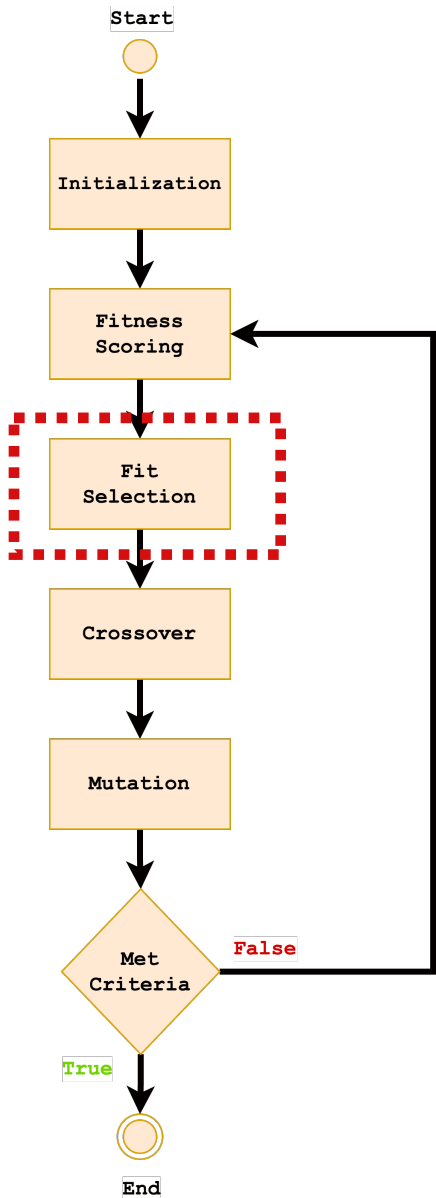 Start
Initialization
Fitness
Scoring
Fit
Selection
Crossover
Mutation
Met
Criteria
False
True
End